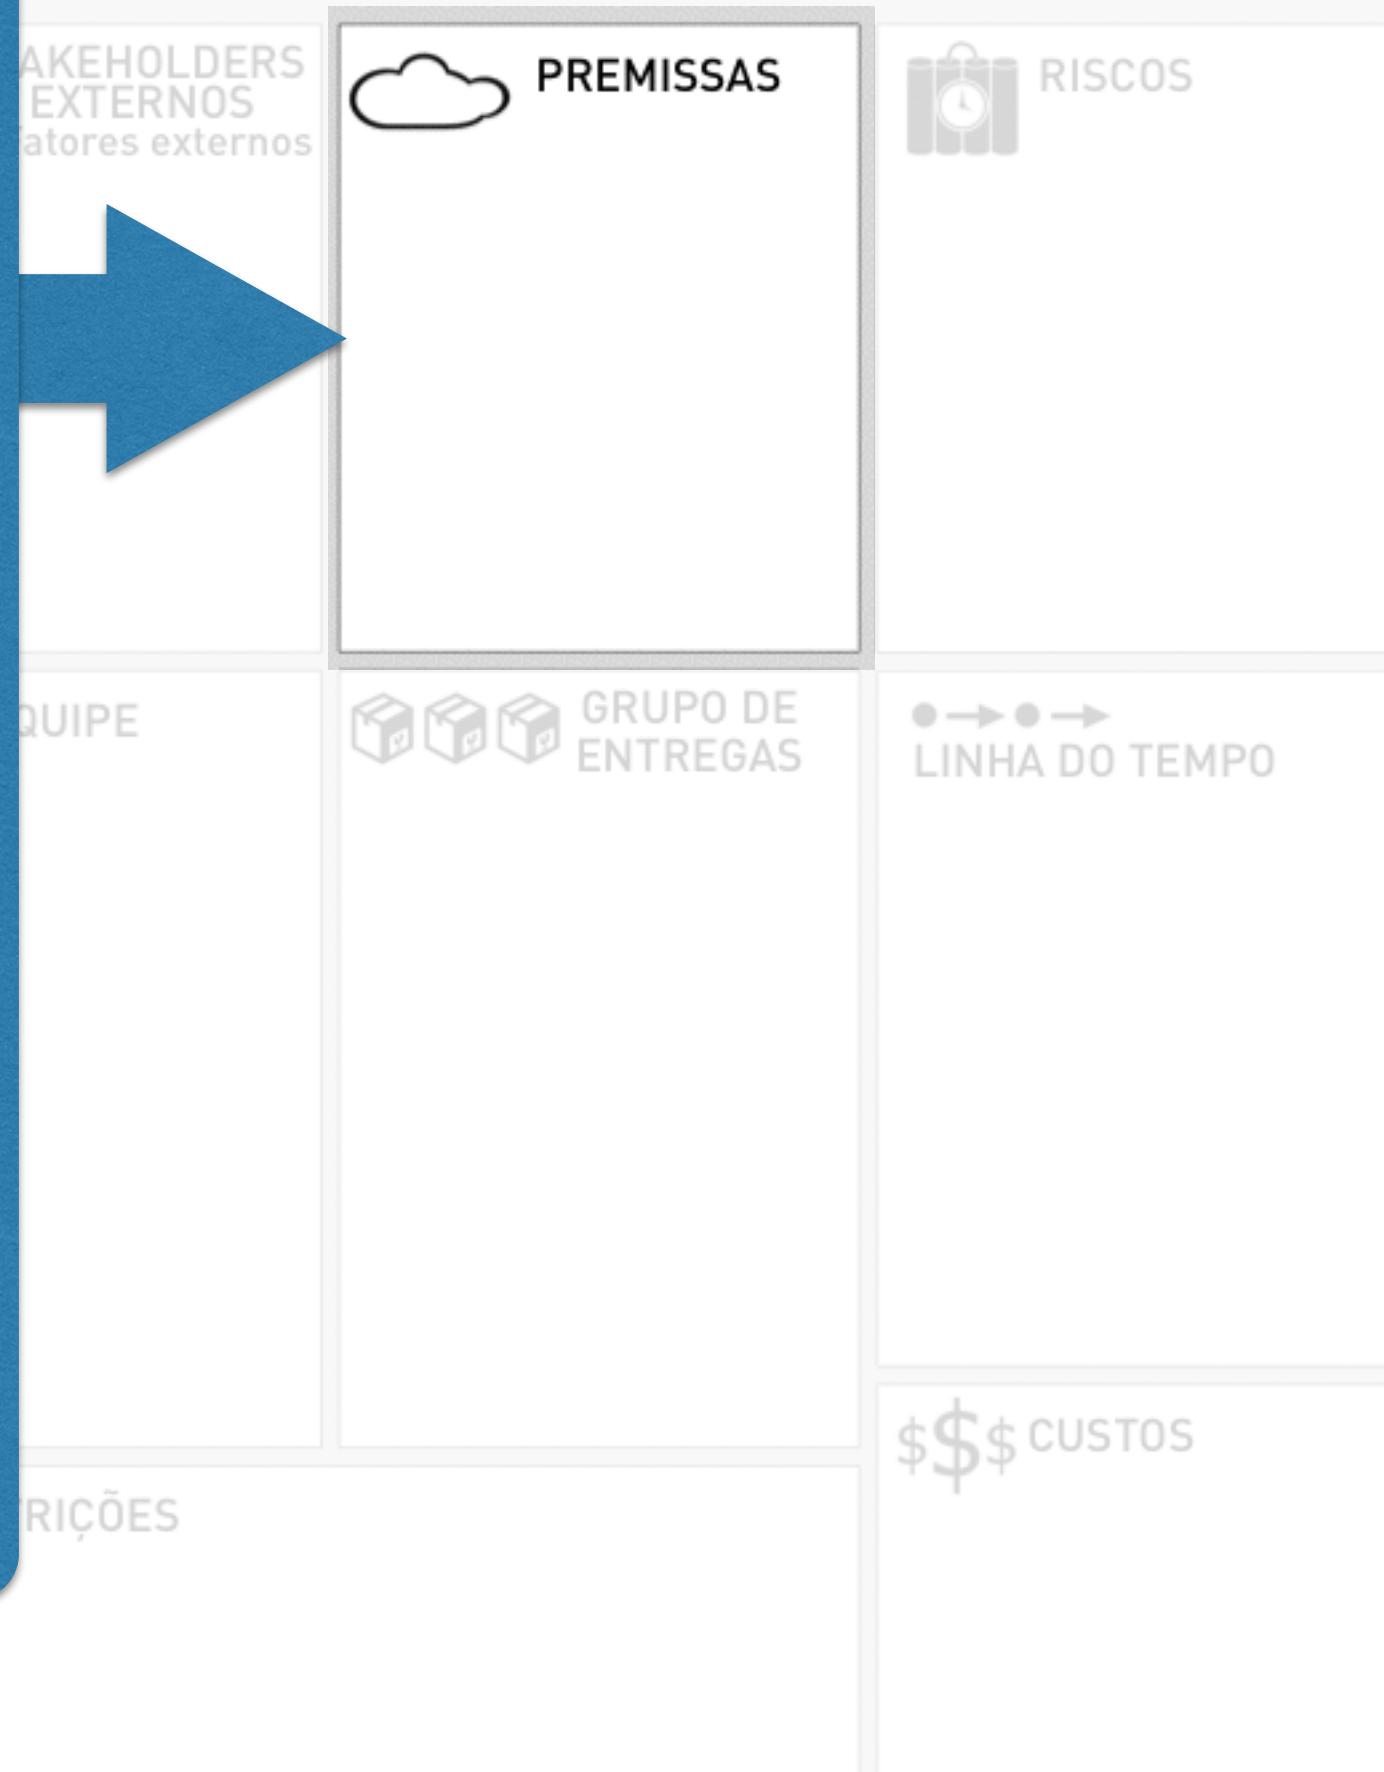 AKEHOLDERS
EXTERNOS
atores externos
PREMISSAS
RISCOS
QUIPE
GRUPO DE
ENTREGAS
LINHA DO TEMPO
$$$ CUSTOS
RIÇÕES